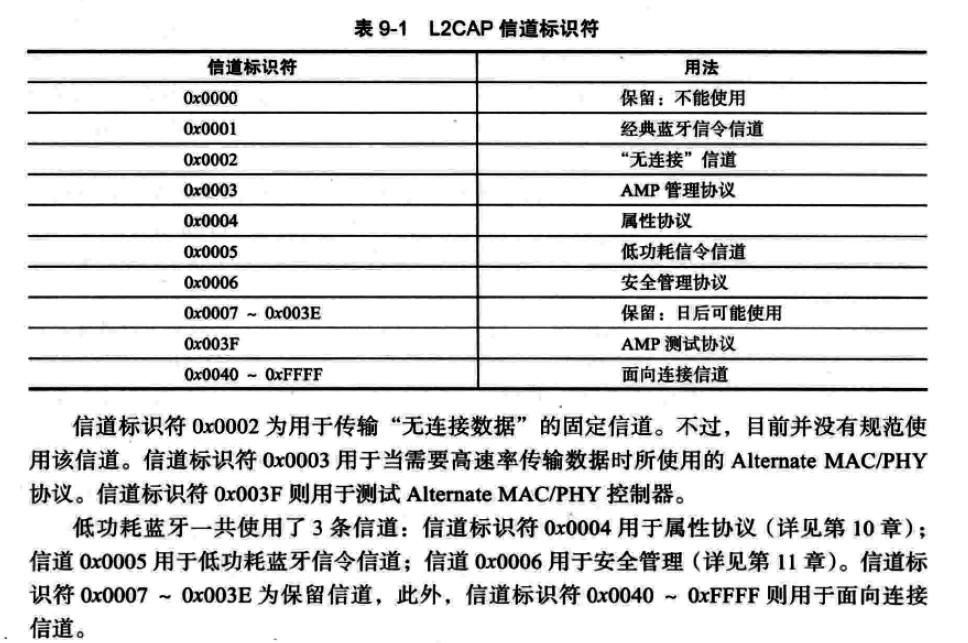 表 9-1 L2CAP 信道标识符
信道标识符 用法
0x0000 保留：不能使用
0x0001 经典蓝牙信令信道
0x0002 “无连接”信道
0x0003 AMP 管理协议
0x0004 属性协议
0x0005 低功耗信令信道
0x0006 安全管理协议
0x0007 ~ 0x003E 保留：日后可能使用
0x003F AMP 测试协议
0x0040 ~ 0xFFFF 面向连接信道
信道标识符 0x0002 为用于传输“无连接数据”的固定信道。不过，目前并没有规范使
用该信道。信道标识符 0x0003 用于当需要高速率传输数据时所使用的 Alternate MAC/PHY
协议。信道标识符 0x003F 则用于测试 Alternate MAC/PHY 控制器。
低功耗蓝牙一共使用了 3 条信道：信道标识符 0x0004 用于属性协议（详见第 10 章）；
信道 0x0005 用于低功耗蓝牙信令信道；信道 0x0006 用于安全管理（详见第 11 章）。信道标
识符 0x0007 ~ 0x003E 为保留信道，此外，信道标识符 0x0040 ~ 0xFFFF 则用于面向连接
信道。